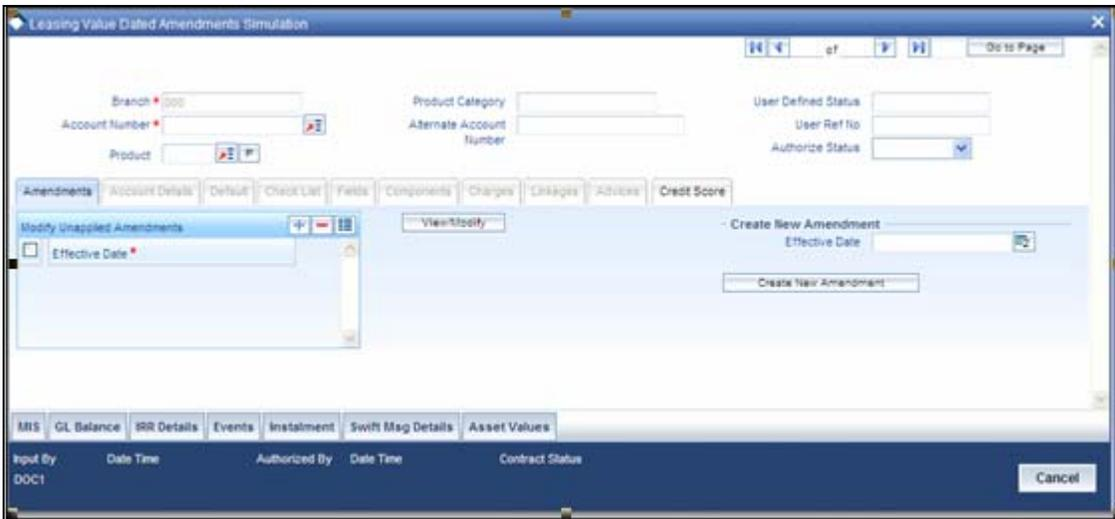 Leasing Value Dated Amendments Simulation
of Go to Page
Branch * 000 Product Category User Defined Status
Account Number * Alternate Account Number User Ref No
Product Authorize Status
Amendments Account Details Default Check List Fields Components Charges Linkages Advices Credit Score
Modify Unapplied Amendments View/Modify Create New Amendment
Effective Date * Effective Date
Create New Amendment
MIS GL Balance IRR Details Events Instalment Swift Msg Details Asset Values
Input By Date Time Authorized By Date Time Contract Status
DOC1 Cancel